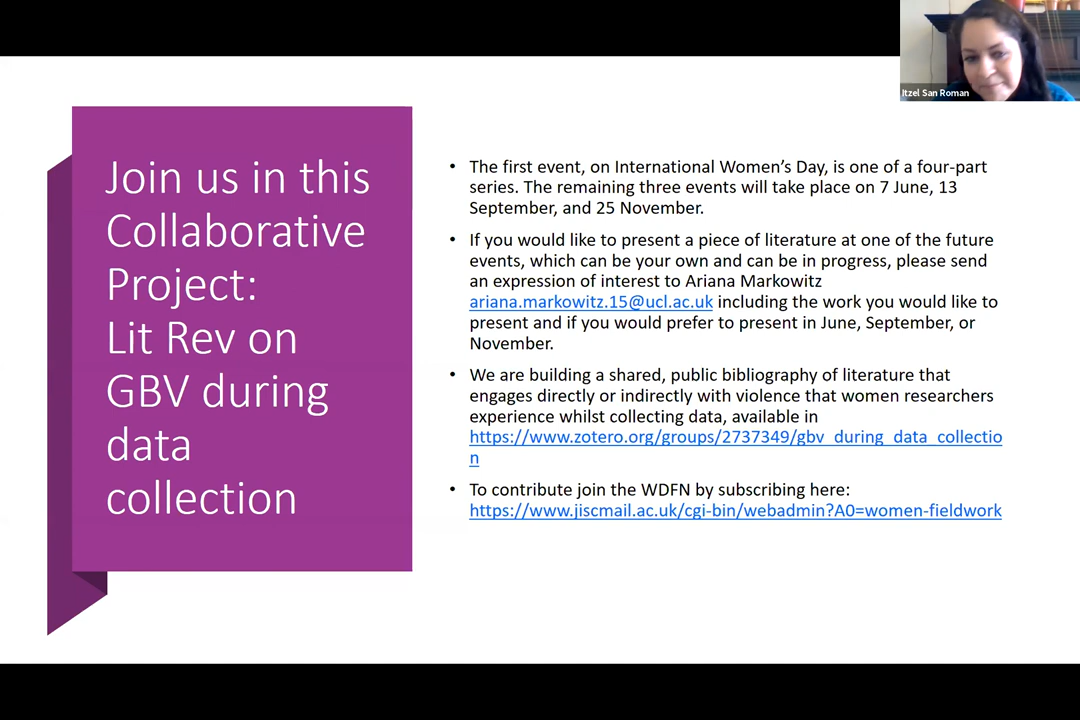 Itzel San Roman
Join us in this
Collaborative
Project:
Lit Rev on
GBV during
data
collection
• The first event, on International Women’s Day, is one of a four-part
series. The remaining three events will take place on 7 June, 13
September, and 25 November.
• If you would like to present a piece of literature at one of the future
events, which can be your own and can be in progress, please send
an expression of interest to Ariana Markowitz
ariana.markowitz.15@ucl.ac.uk including the work you would like to
present and if you would prefer to present in June, September, or
November.
• We are building a shared, public bibliography of literature that
engages directly or indirectly with violence that women researchers
experience whilst collecting data, available in
https://www.zotero.org/groups/2737349/gbv_during_data_collectio
n
• To contribute join the WDFN by subscribing here:
https://www.jiscmail.ac.uk/cgi-bin/webadmin?A0=women-fieldwork